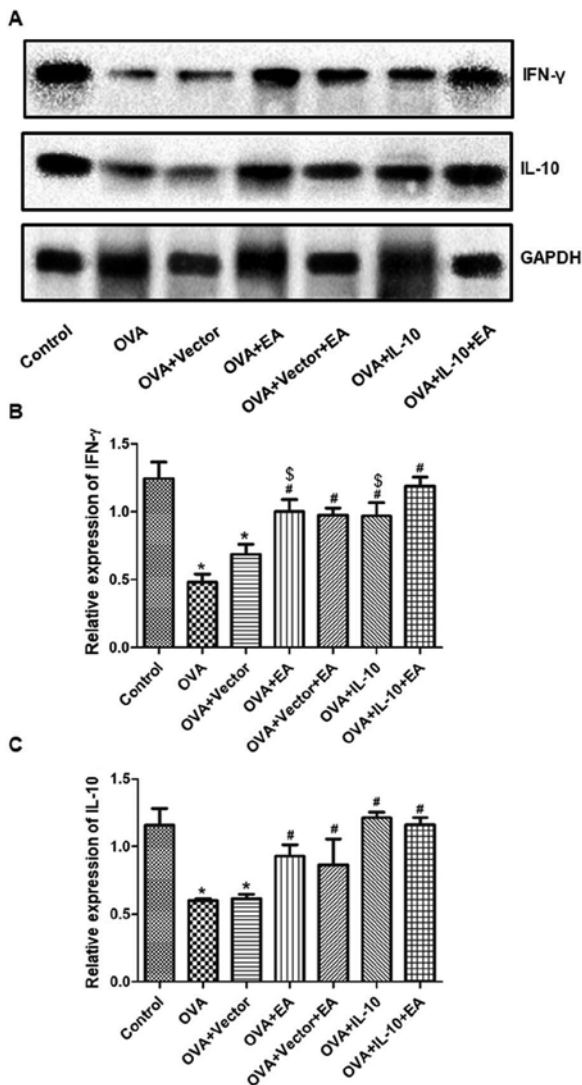 A
IFN-γ
IL-10
GAPDH
Control
OVA
OVA+Vector
OVA+EA
OVA+Vector+EA
OVA+IL-10
OVA+IL-10+EA
B
Relative expression of IFN-γ
1.5
1.0
0.5
0.0
*
*
$
#
#
$
#
#
Control
OVA
OVA+Vector
OVA+EA
OVA+Vector+EA
OVA+IL-10
OVA+IL-10+EA
C
Relative expression of IL-10
1.5
1.0
0.5
0.0
*
*
#
#
#
#
Control
OVA
OVA+Vector
OVA+EA
OVA+Vector+EA
OVA+IL-10
OVA+IL-10+EA